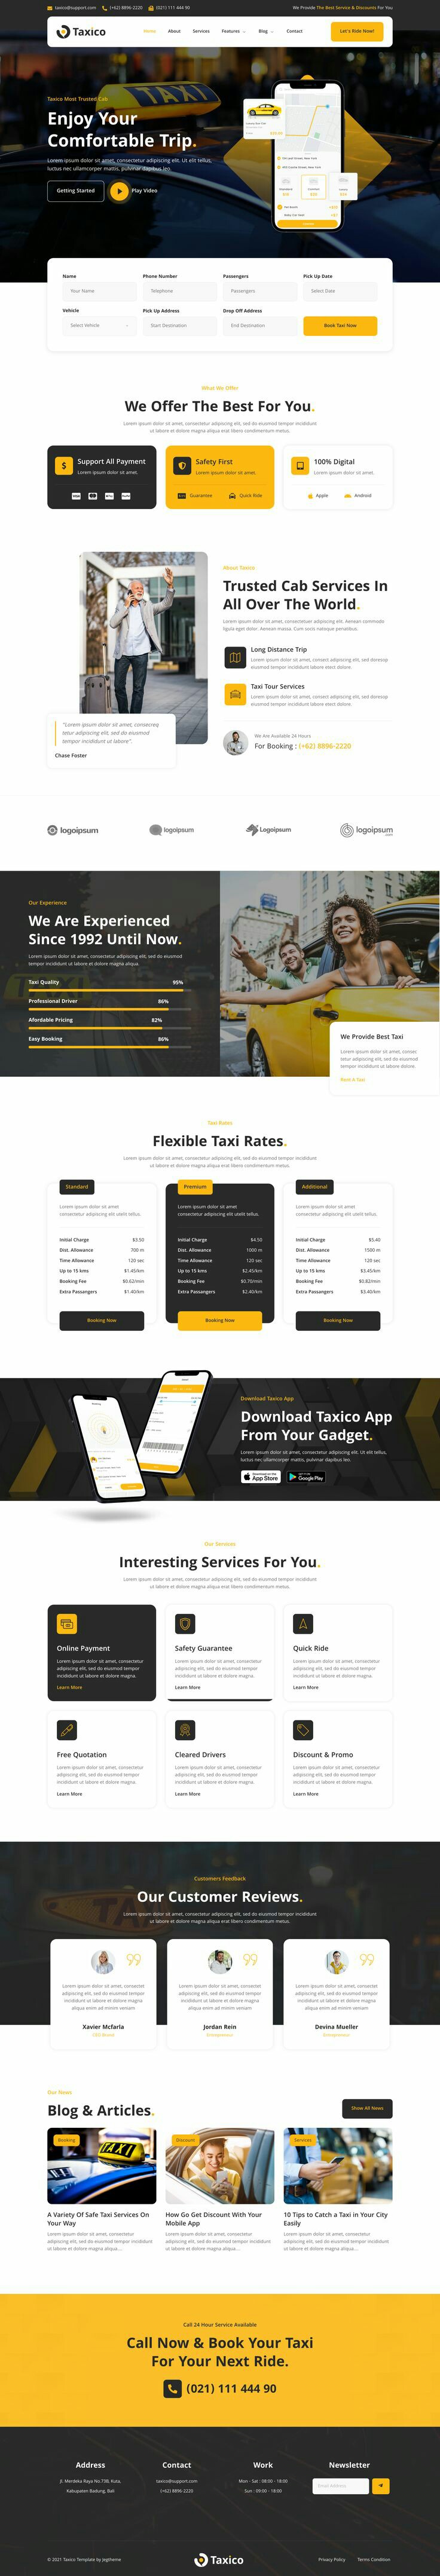 taxico@support.com (+62) 8896-2220 (021) 111 444 90 We Provide The Best Service & Discounts For You
Taxico Home About Services Features Blog Contact Let's Ride Now!
Taxico Most Trusted Cab
Enjoy Your
Comfortable Trip.
Lorem ipsum dolor sit amet, consectetur adipiscing elit. Ut elit tellus,
luctus nec ullamcorper mattis, pulvinar dapibus leo.
Getting Started Play Video
Name Phone Number Passengers Pick Up Date
Your Name Telephone Passengers Select Date
Vehicle Pick Up Address Drop Off Address
Select Vehicle Start Destination End Destination Book Taxi Now
What We Offer
We Offer The Best For You.
Lorem ipsum dolor sit amet, consectetur adipiscing elit, sed do eiusmod tempor incididunt
ut labore et dolore magna aliqua erat libero condimentum metus.
Support All Payment
Lorem ipsum dolor sit amet.
Safety First
Lorem ipsum dolor sit amet.
Guarantee Quick Ride
100% Digital
Lorem ipsum dolor sit amet.
Apple Android
"Lorem ipsum dolor sit amet, consecteg
tetur adipiscing elit, sed do eiusmod
tempor incididunt ut labore".
Chase Foster
About Taxico
Trusted Cab Services In
All Over The World.
Lorem ipsum dolor sit amet, consectetuer adipiscing elit. Aenean commodo
ligula eget dolor. Aenean massa. Cum sociis natoque penatibus.
Long Distance Trip
Lorem ipsum dolor sit amet, consect adipiscing elit, sed doreiosp
eiusmod tempor incididunt labore etect dolore.
Taxi Tour Services
Lorem ipsum dolor sit amet, consect adipiscing elit, sed doreiosp
eiusmod tempor incididunt labore etect dolore.
We Are Available 24 Hours
For Booking : (+62) 8896-2220
logoipsum logoipsum Logoipsum logoipsum
Our Experience
We Are Experienced
Since 1992 Until Now.
Lorem ipsum dolor sit amet, consectetur adipiscing elit, sed do eiusmod
tempor incididunt ut labore et dolore magna aliqua.
Taxi Quality 95%
Professional Driver 86%
Afordable Pricing 82%
Easy Booking 86%
We Provide Best Taxi
Lorem ipsum dolor sit amet, consec
tetur adipiscing elit, sed do eiusmod
tempor incididunt ut labore dolore.
Rent A Taxi
Taxi Rates
Flexible Taxi Rates.
Lorem ipsum dolor sit amet, consectetur adipiscing elit, sed do eiusmod tempor incididunt
ut labore et dolore magna aliqua erat libero condimentum metus.
Standard
Lorem ipsum dolor sit amet
consectetur adipiscing elit utelit tellus.
Initial Charge $3.50
Dist. Allowance 700 m
Time Allowance 120 sec
Up to 15 kms $1.45/km
Booking Fee $0.62/min
Extra Passangers $1.40/km
Booking Now
Premium
Lorem ipsum dolor sit amet,
consectetur adipiscing elit utelit tellus.
Initial Charge $4.50
Dist. Allowance 1000 m
Time Allowance 120 sec
Up to 15 kms $2.45/km
Booking Fee $0.70/min
Extra Passengers $2.40/km
Booking Now
Additional
Lorem ipsum dolor sit amet
consectetur adipiscing elit utelit tellus.
Initial Charge $5.40
Dist. Allowance 1500 m
Time Allowance 120 sec
Up to 15 kms $3.45/km
Booking Fee $0.82/min
Extra Passengers $3.40/km
Booking Now
Download Taxico App
Download Taxico App
From Your Gadget.
Lorem ipsum dolor sit amet, consectetur adipiscing elit. Ut elit tellus,
luctus nec ullamcorper mattis, pulvinar dapibus leo.
App Store Google Play
Our Services
Interesting Services For You.
Lorem ipsum dolor sit amet, consectetur adipiscing elit, sed do eiusmod tempor incididunt
ut labore et dolore magna aliqua erat libero condimentum metus.
Online Payment
Lorem ipsum dolor sit amet, consectetur
adipiscing elit, sed do eiusmod tempor
incididunt ut labore et dolore magna.
Learn More
Safety Guarantee
Lorem ipsum dolor sit amet, consectetur
adipiscing elit, sed do eiusmod tempor
incididunt ut labore et dolore magna.
Learn More
Quick Ride
Lorem ipsum dolor sit amet, consectetur
adipiscing elit, sed do eiusmod tempor
incididunt ut labore et dolore magna.
Learn More
Free Quotation
Lorem ipsum dolor sit amet, consectetur
adipiscing elit, sed do eiusmod tempor
incididunt ut labore et dolore magna.
Learn More
Cleared Drivers
Lorem ipsum dolor sit amet, consectetur
adipiscing elit, sed do eiusmod tempor
incididunt ut labore et dolore magna.
Learn More
Discount & Promo
Lorem ipsum dolor sit amet, consectetur
adipiscing elit, sed do eiusmod tempor
incididunt ut labore et dolore magna.
Learn More
Customers Feedback
Our Customer Reviews.
Lorem ipsum dolor sit amet, consectetur adipiscing elit, sed do eiusmod tempor incididunt
ut labore et dolore magna aliqua erat libero condimentum metus.
Lorem ipsum dolor sit amet, consectet
adipiscing elit, sed do eiusmod tempor
incididunt ut labore et dolore magna
aliqua enim ad minim veniam
Xavier Mcfarla
Lorem ipsum dolor sit amet, consectet
adipiscing elit, sed do eiusmod tempor
incididunt ut labore et dolore magna
aliqua enim ad minim veniam
Jordan Rein
Entrepreneur
Lorem ipsum dolor sit amet, consectet
adipiscing elit, sed do eiusmod tempor
incididunt ut labore et dolore magna
aliqua enim ad minim veniam
Devina Mueller
Entrepreneur
Our News
Blog & Articles.
Show All News
Booking
A Variety Of Safe Taxi Services On
Your Way
Lorem ipsum dolor sit amet, consectetur
adipiscing elit, sed do eiusmod tempor incididunt
ut labore et dolore magna aliqua...
Discount
How Go Get Discount With Your
Mobile App
Lorem ipsum dolor sit amet, consectetur
adipiscing elit, sed do eiusmod tempor incididunt
ut labore et dolore magna aliqua...
Services
10 Tips to Catch a Taxi in Your City
Easily
Lorem ipsum dolor sit amet, consectetur
adipiscing elit, sed do eiusmod tempor incididunt
ut labore et dolore magna aliqua...
Call 24 Hour Service Available
Call Now & Book Your Taxi
For Your Next Ride.
(021) 111 444 90
Address
Jl. Merdeka Raya No.73B, Kuta,
Kabupaten Badung, Bali
Contact
taxico@support.com
(+62) 8896 2220
Work
Mon - Sat : 08:00 - 18:00
Sun : 09:00 - 18:00
Newsletter
Email Address
© 2021 Taxico Template by Jegtheme Taxico Privacy Policy Terms Condition